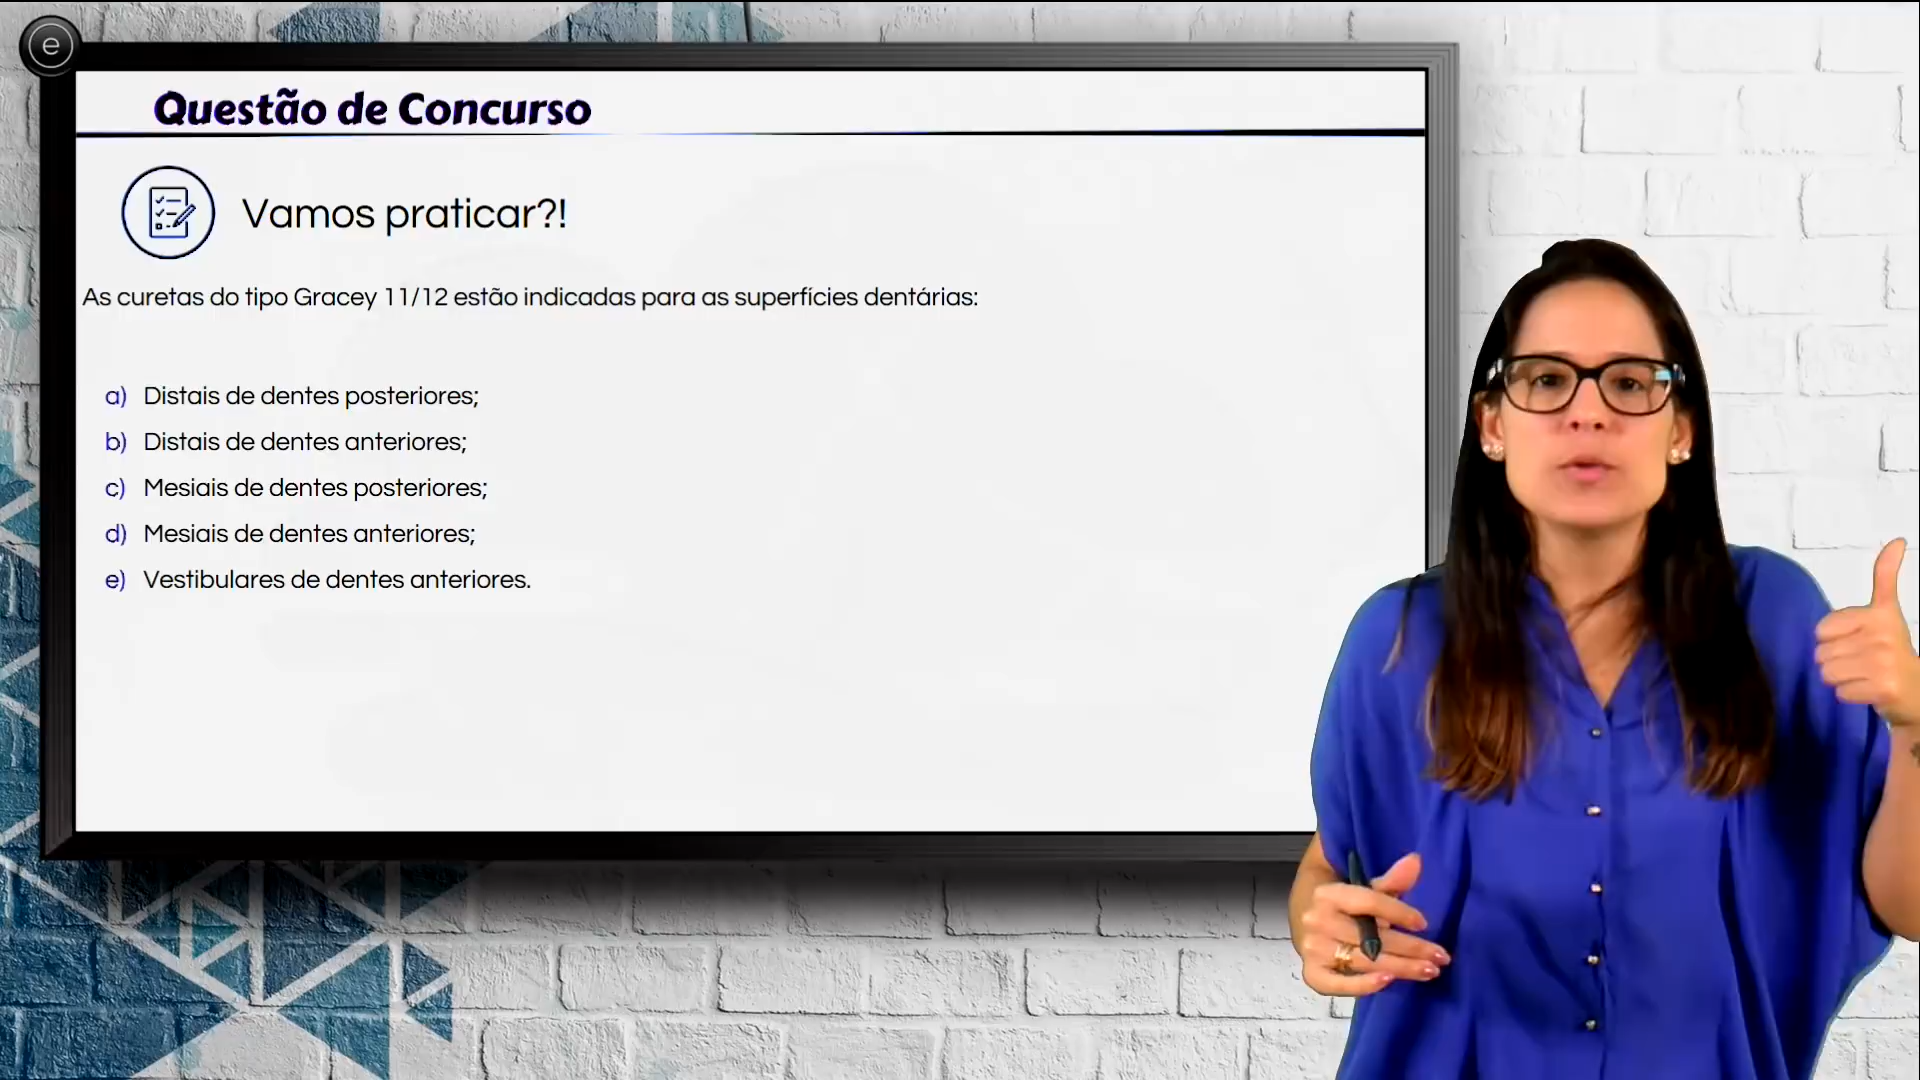 e
Questão de Concurso
Vamos praticar?!
As curetas do tipo Gracey 11/12 estão indicadas para as superfícies dentárias:
a) Distais de dentes posteriores;
b) Distais de dentes anteriores;
c) Mesiais de dentes posteriores;
d) Mesiais de dentes anteriores;
e) Vestibulares de dentes anteriores.